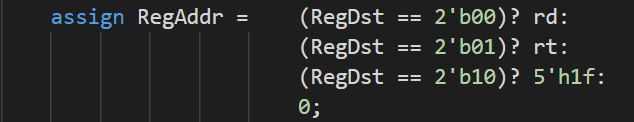 assign RegAddr = (RegDst == 2'b00)? rd:
(RegDst == 2'b01)? rt:
(RegDst == 2'b10)? 5'h1f:
0;